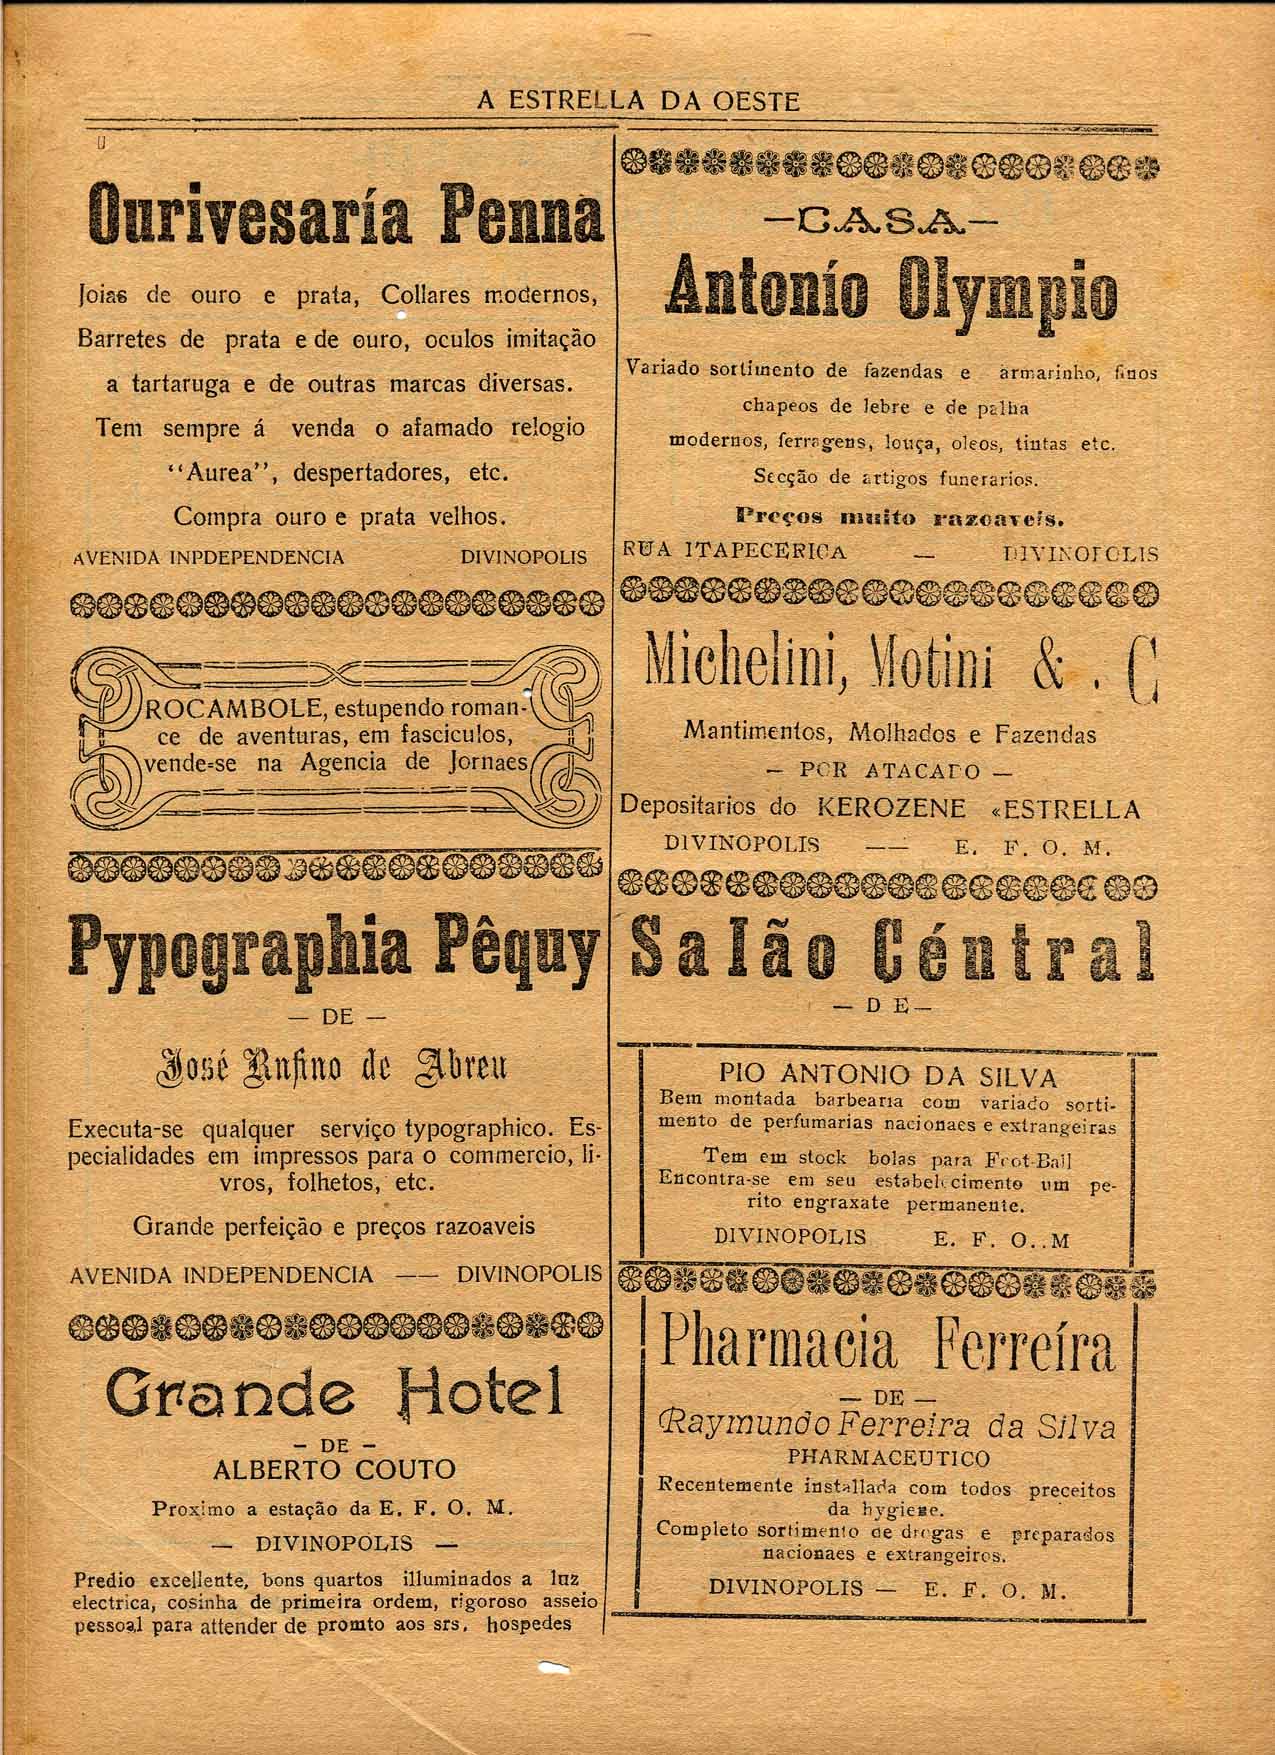 A ESTRELLA DA OESTE
Ourivesaría Penna
Joias de ouro e prata, Collares modernos,
Barretes de prata e de ouro, oculos imitação
a tartaruga e de outras marcas diversas.
Tem sempre á venda o afamado relogio
"Aurea", despertadores, etc.
Compra ouro e prata velhos.
AVENIDA INPDEPENDENCIA DIVINOPOLIS
ROCAMBOLE, estupendo roman-
ce de aventuras, em fasciculos,
vende-se na Agencia de Jornaes
Pypographia Pêquy
— DE —
José Rufino de Abreu
Executa-se qualquer serviço typographico. Es-
pecialidades em impressos para o commercio, li-
vros, folhetos, etc.
Grande perfeição e preços razoaveis
AVENIDA INDEPENDENCIA —— DIVINOPOLIS
Grande Hotel
— DE —
ALBERTO COUTO
Proximo a estação da E. F. O. M.
— DIVINOPOLIS —
Predio excellente, bons quartos illuminados a luz
electrica, cosinha de primeira ordem, rigoroso asseio
pessoal para attender de promto aos srs. hospedes
—CASA—
Antonío Olympio
Variado sortimento de fazendas e armarinho, finos
chapeos de lebre e de palha
modernos, ferragens, louça, oleos, tintas etc.
Secção de artigos funerarios.
Preços muito razoaveis.
RUA ITAPECERICA — DIVINOPOLIS
Michelini, Motini & . C
Mantimentos, Molhados e Fazendas
— POR ATACADO —
Depositarios do KEROZENE «ESTRELLA
DIVINOPOLIS —— E. F. O. M.
Salão Céntral
— DE—
PIO ANTONIO DA SILVA
Bem montada barbearia com variado sorti-
mento de perfumarias nacionaes e extrangeiras
Tem em stock bolas para Foot-Ball
Encontra-se em seu estabelecimento um pe-
rito engraxate permanente.
DIVINOPOLIS E. F. O..M
Pharmacia Ferreíra
— DE —
Raymundo Ferreira da Silva
PHARMACEUTICO
Recentemente installada com todos preceitos
da hygiene.
Completo sortimento de drogas e preparados
nacionaes e extrangeiros.
DIVINOPOLIS — E. F. O. M.